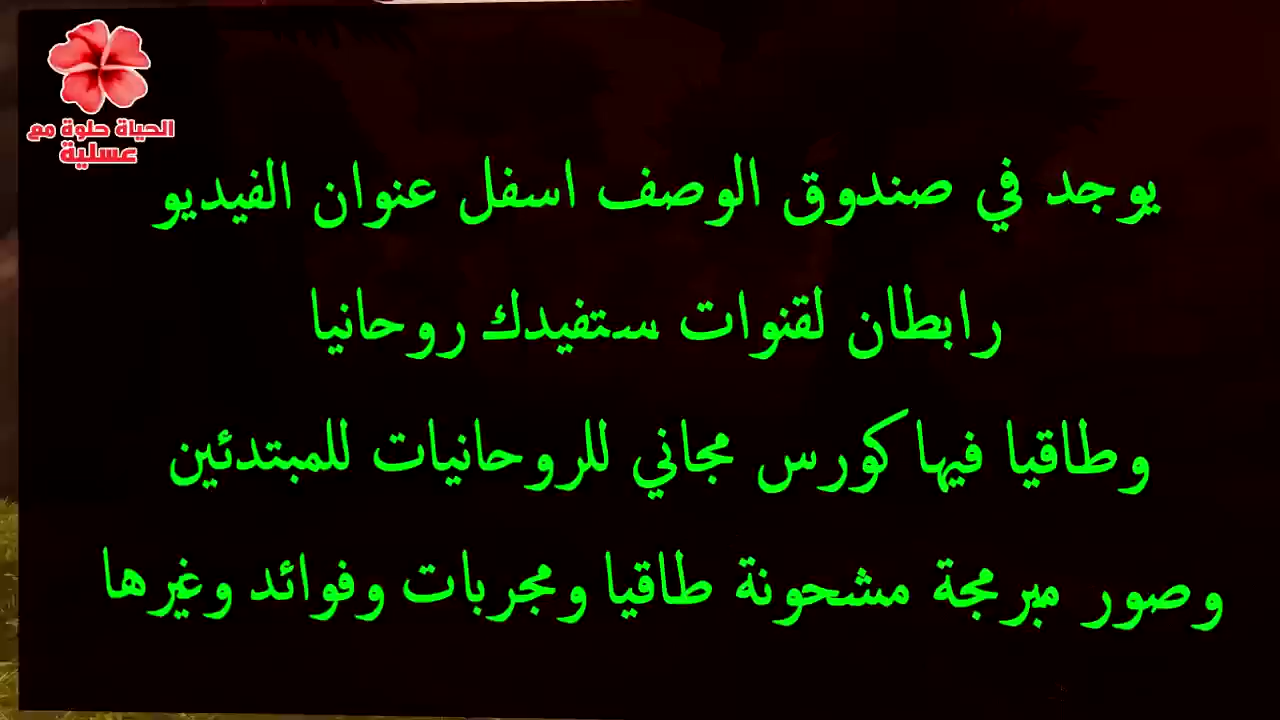 الحياة حلوة مع
عسلية
يوجد في صندوق الوصف اسفل عنوان الفيديو
رابطان لقنوات ستفيدك روحانيا
وطاقيا فيها كورس مجاني للروحانيات للمبتدئين
وصور مبرمجة مشحونة طاقيا ومجربات وفوائد وغيرها